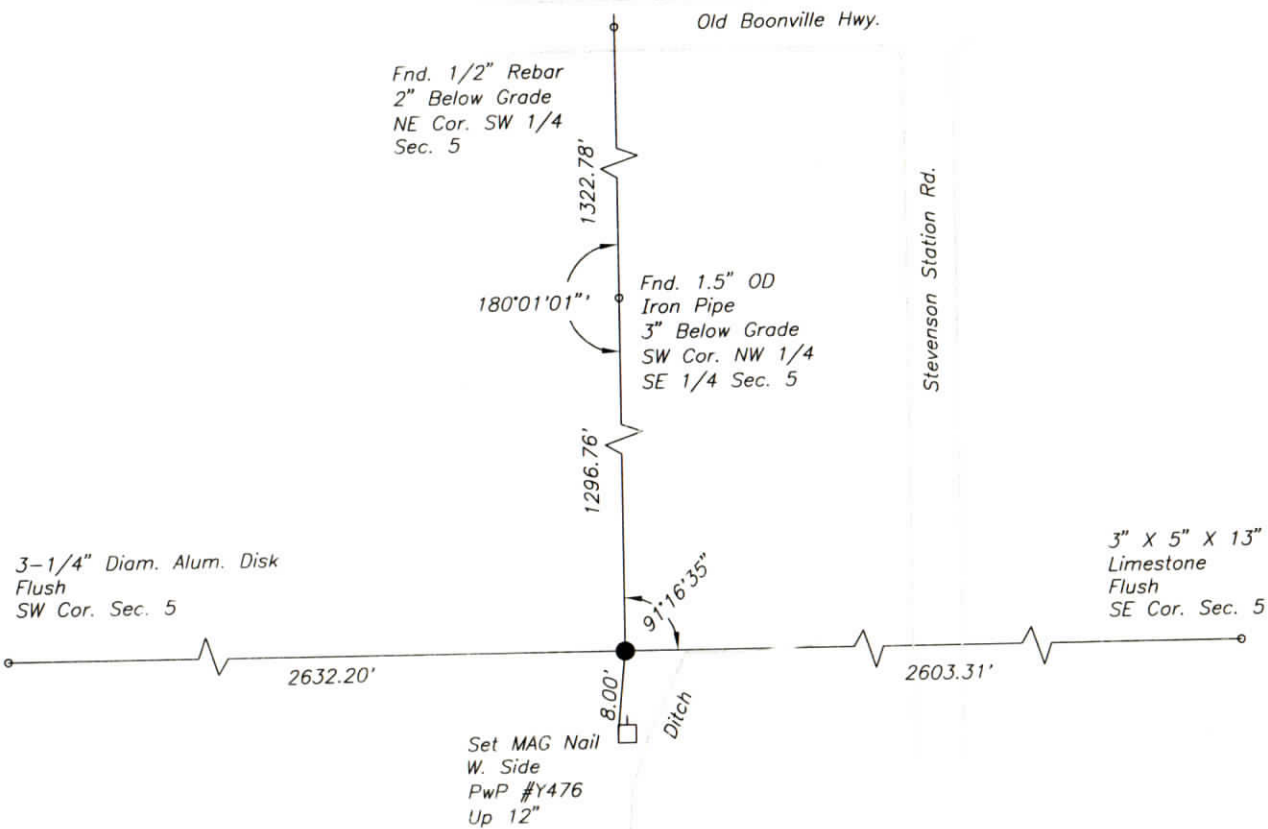 Old Boonville Hwy.
Fnd. 1/2" Rebar
2" Below Grade
NE Cor. SW 1/4
Sec. 5
1322.78'
Stevenson Station Rd.
180°01'01"'
Fnd. 1.5" OD
Iron Pipe
3" Below Grade
SW Cor. NW 1/4
SE 1/4 Sec. 5
1296.76'
3-1/4" Diam. Alum. Disk
Flush
SW Cor. Sec. 5
91°16'35"
3" X 5" X 13"
Limestone
Flush
SE Cor. Sec. 5
2632.20'
2603.31'
8.00'
Ditch
Set MAG Nail
W. Side
PwP #Y476
Up 12"